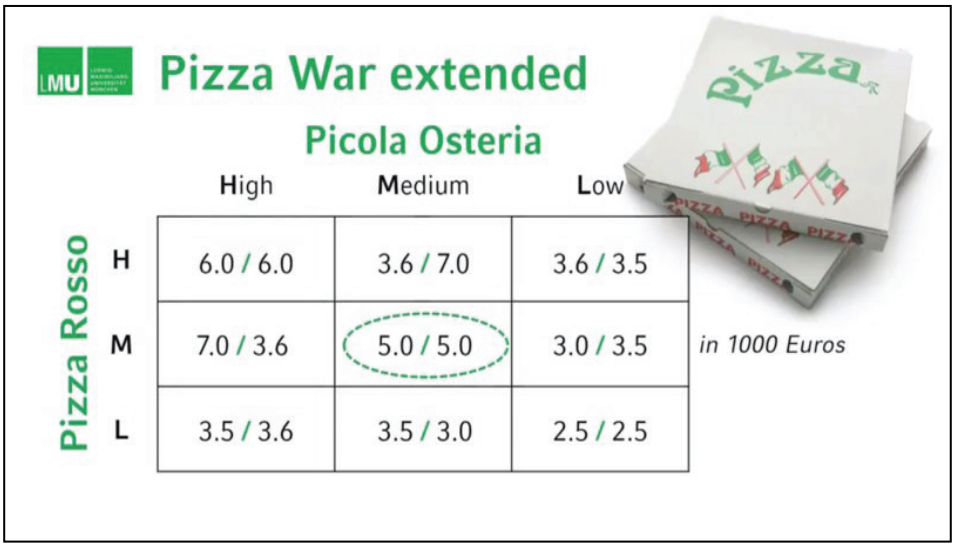 LMU
LUDWIG-
MAXIMILIANS-
UNIVERSITÄT
MÜNCHEN
Pizza War extended
Picola Osteria
High Medium Low
Pizza Rosso
H 6.0 / 6.0 3.6 / 7.0 3.6 / 3.5
M 7.0 / 3.6 5.0 / 5.0 3.0 / 3.5 in 1000 Euros
L 3.5 / 3.6 3.5 / 3.0 2.5 / 2.5
pizza
PIZZA PIZZA PIZZA
PIZZA PIZZA